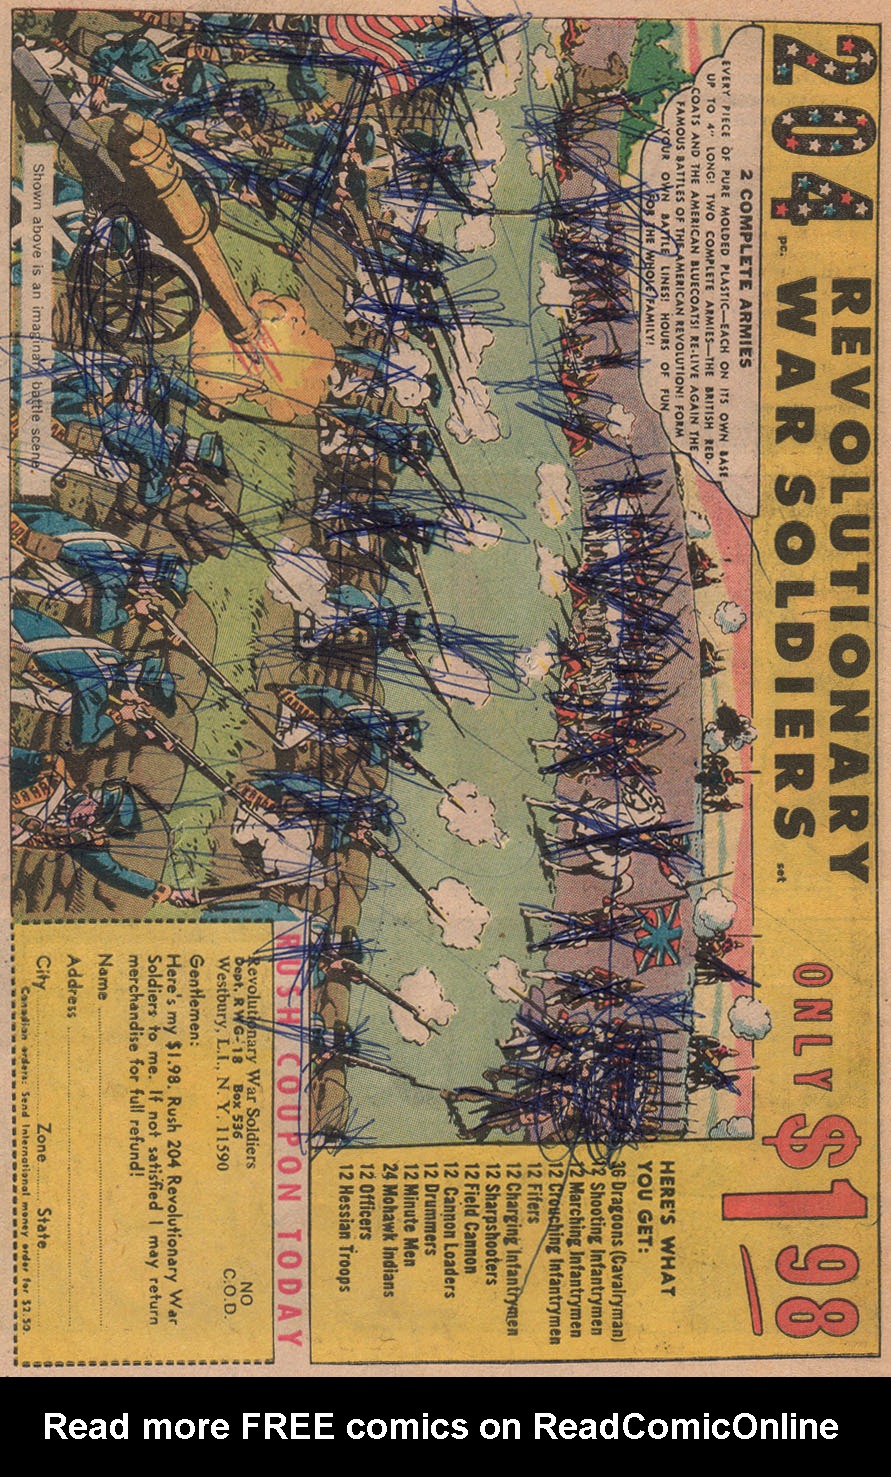 204 REVOLUTIONARY
pc. WAR SOLDIERS set
ONLY $1.98
2 COMPLETE ARMIES
EVERY PIECE OF PURE MOLDED PLASTIC—EACH ON ITS OWN BASE
UP TO 4" LONG! TWO COMPLETE ARMIES—THE BRITISH RED-
COATS AND THE AMERICAN BLUECOATS! RE-LIVE AGAIN THE
FAMOUS BATTLES OF THE AMERICAN REVOLUTION! FORM
YOUR OWN BATTLE LINES! HOURS OF FUN
FOR THE WHOLE FAMILY!
HERE'S WHAT
YOU GET:
36 Dragoons (Cavalryman)
12 Shooting Infantrymen
12 Marching Infantrymen
12 Crouching Infantrymen
12 Fifers
12 Charging Infantrymen
12 Sharpshooters
12 Field Cannon
12 Cannon Loaders
12 Drummers
12 Minute Men
24 Mohawk Indians
12 Officers
12 Hessian Troops
Shown above is an imaginary battle scene.
RUSH COUPON TODAY
Revolutionary War Soldiers
Dept. RWG-18 Box 536
Westbury, L.I., N. Y. 11590
NO
C.O.D.
Gentlemen:
Here's my $1.98. Rush 204 Revolutionary War
Soldiers to me. If not satisfied I may return
merchandise for full refund!
Name
Address
City Zone State
Canadian orders: Send International money order for $2.50.
Read more FREE comics on ReadComicOnline